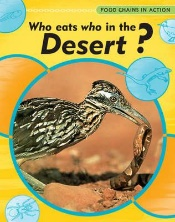 FOOD CHAINS IN ACTION
Who eats who in the
Desert?